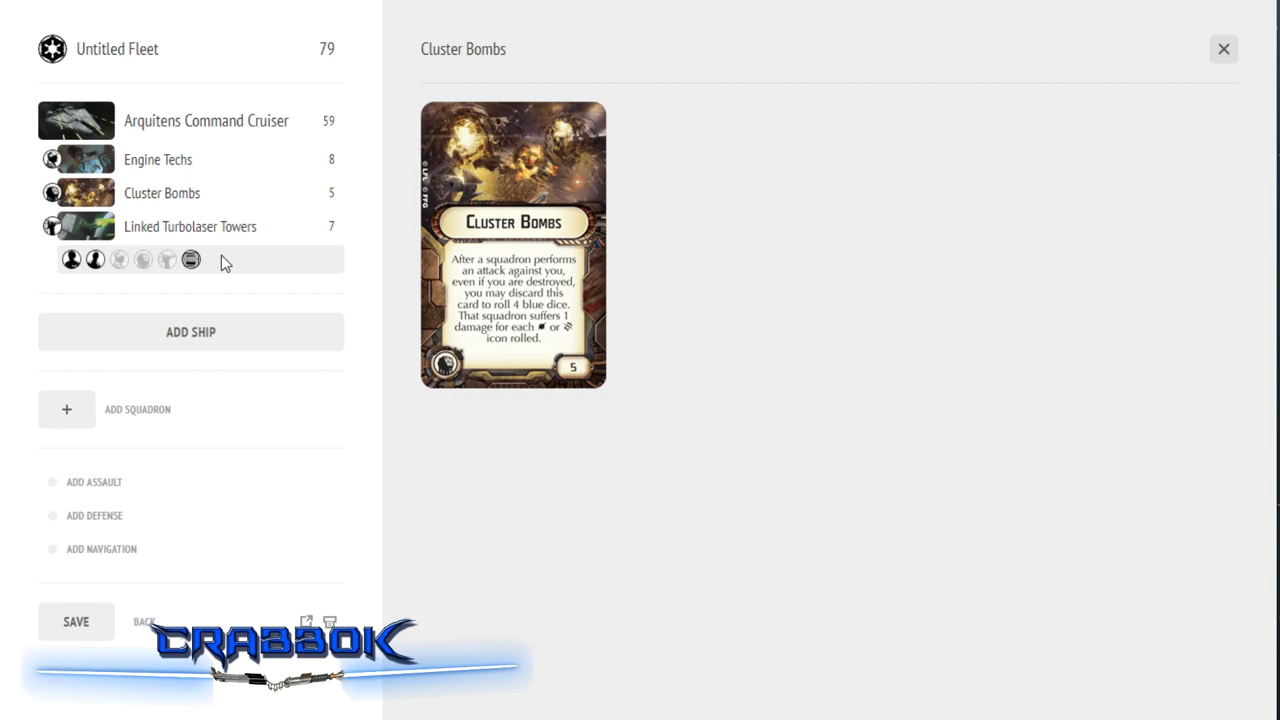 Untitled Fleet 79
Arquitens Command Cruiser 59
Engine Techs 8
Cluster Bombs 5
Linked Turbolaser Towers 7
ADD SHIP
+ ADD SQUADRON
ADD ASSAULT
ADD DEFENSE
ADD NAVIGATION
SAVE BACK
CRABBOK
Cluster Bombs
© LFL © FFG
CLUSTER BOMBS
After a squadron performs
an attack against you,
even if you are destroyed,
you may discard this
card to roll 4 blue dice.
That squadron suffers 1
damage for each or
icon rolled.
5